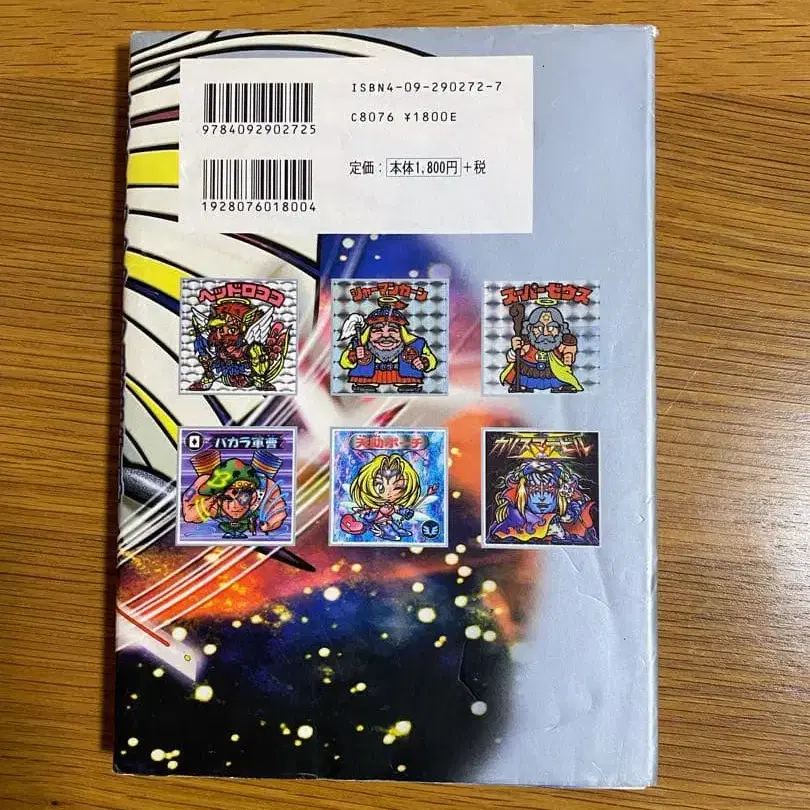 ISBN4-09-290272-7
C8076 ¥1800E
9784092902725
定価：本体1,800円+税
1928076018004
ヘッドロココ
シャーマンカーン
スーパーゼウス
バカラ軍曹
天助ポーチ
カリスマデビル